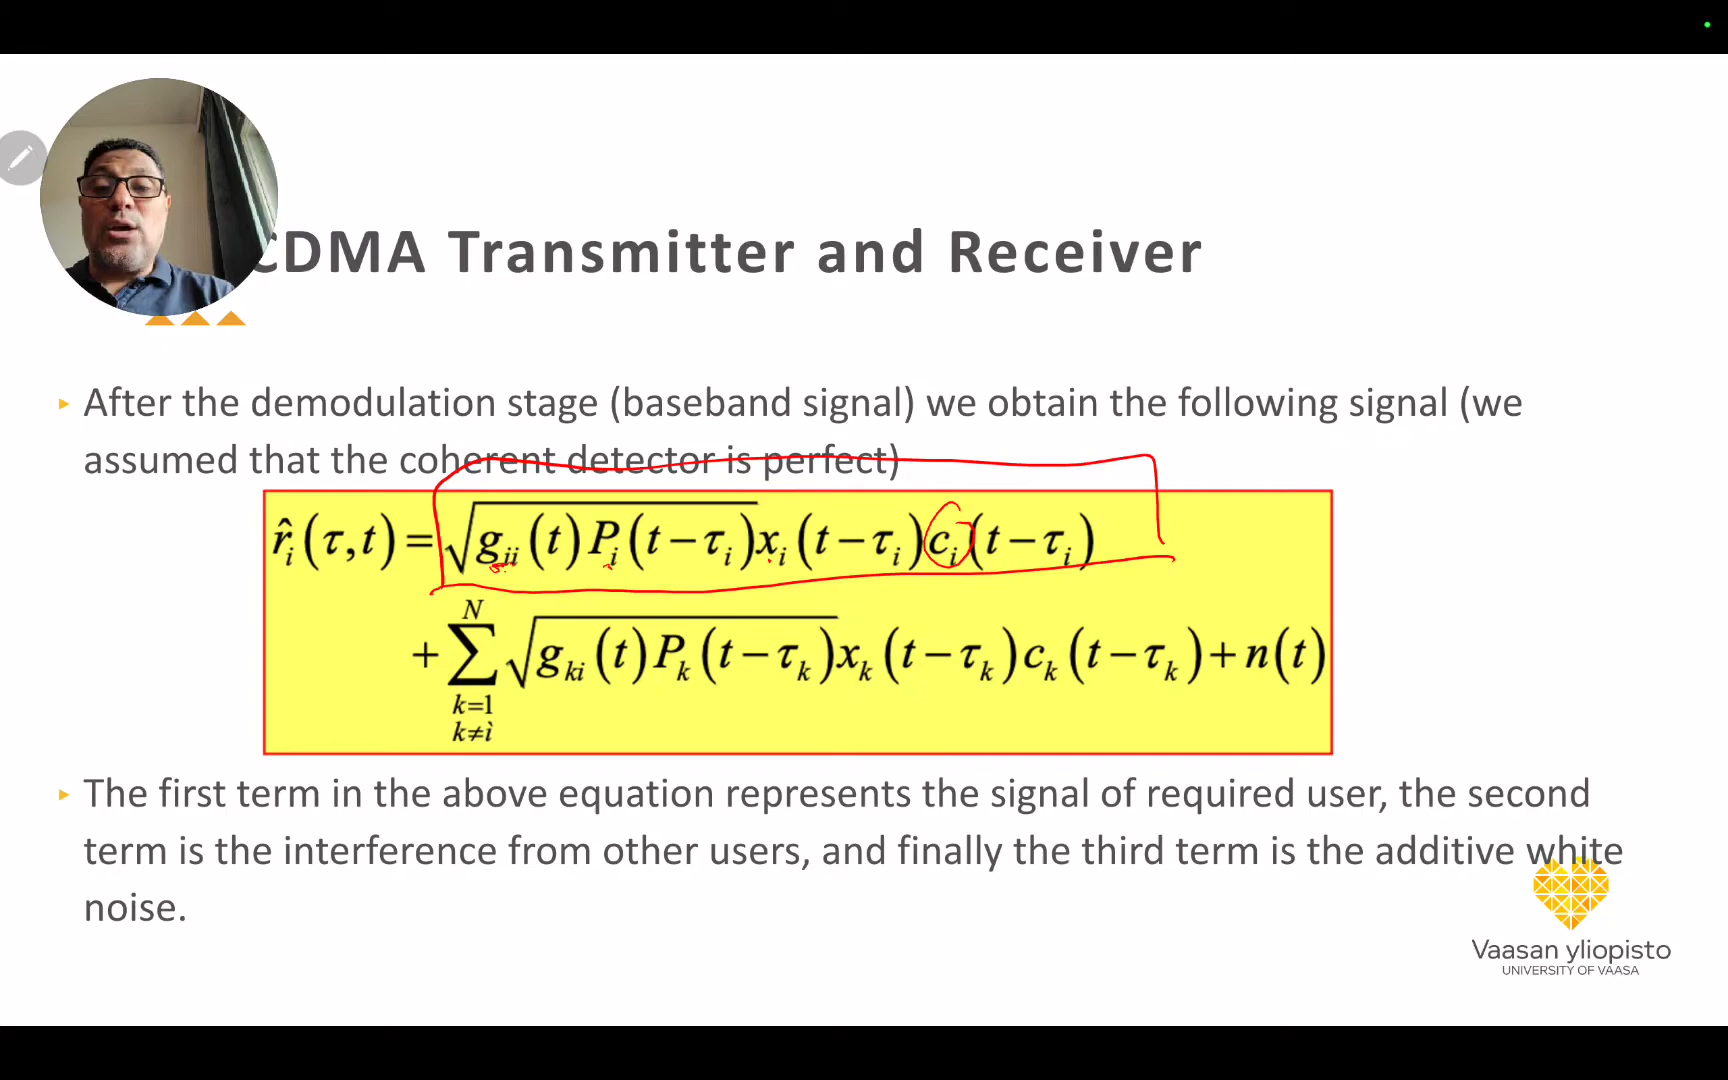 CDMA Transmitter and Receiver
After the demodulation stage (baseband signal) we obtain the following signal (we
assumed that the coherent detector is perfect)
r̂ᵢ(τ,t)=√(gᵢᵢ(t)Pᵢ(t−τᵢ))xᵢ(t−τᵢ)cᵢ(t−τᵢ)
+∑_{k=1, k≠i}^{N} √(gₖᵢ(t)Pₖ(t−τₖ))xₖ(t−τₖ)cₖ(t−τₖ)+n(t)
The first term in the above equation represents the signal of required user, the second
term is the interference from other users, and finally the third term is the additive white
noise.
Vaasan yliopisto
UNIVERSITY OF VAASA